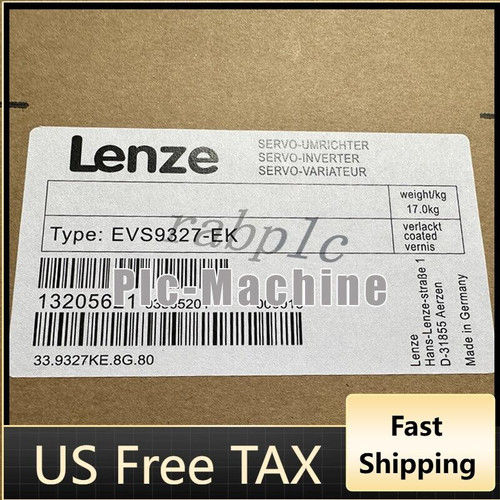 Lenze
SERVO-UMRICHTER
SERVO-INVERTER
SERVO-VARIATEUR
weight/kg
17.0kg
Type: EVS9327-EK
verlackt
coated
vernis
rabplc
Plc-Machine
13205621
33.9327KE.8G.80
Lenze
Hans-Lenze-straße 1
D-31855 Aerzen
Made in Germany
US Free TAX
Fast
Shipping